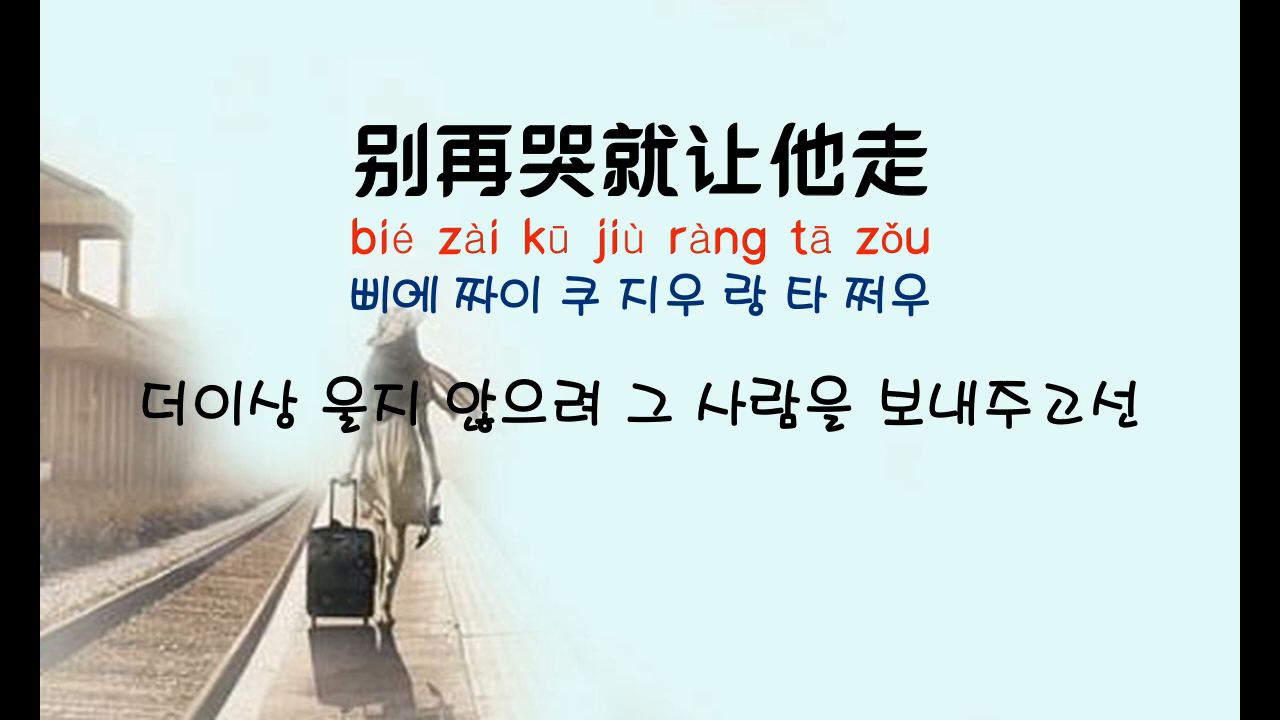 别再哭就让他走
bié zài kū jiù ràng tā zǒu
삐에 짜이 쿠 지우 랑 타 쩌우
더이상 울지 않으려 그 사람을 보내주고선